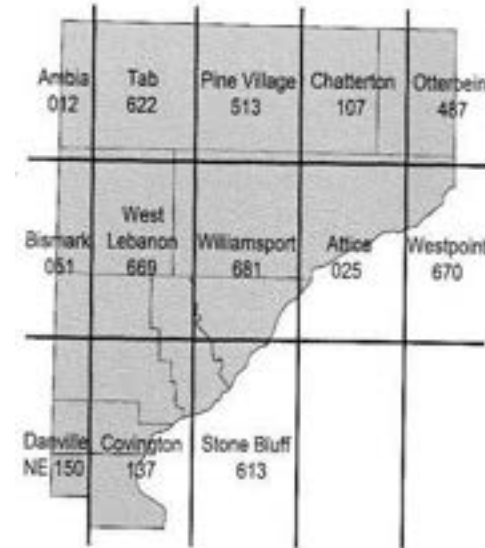 Ambia
012
Tab
622
Pine Village
513
Chatterton
107
Otterbein
487
Bismark
051
West
Lebanon
669
Williamsport
681
Attica
025
Westpoint
670
Danville
NE 150
Covington
137
Stone Bluff
613